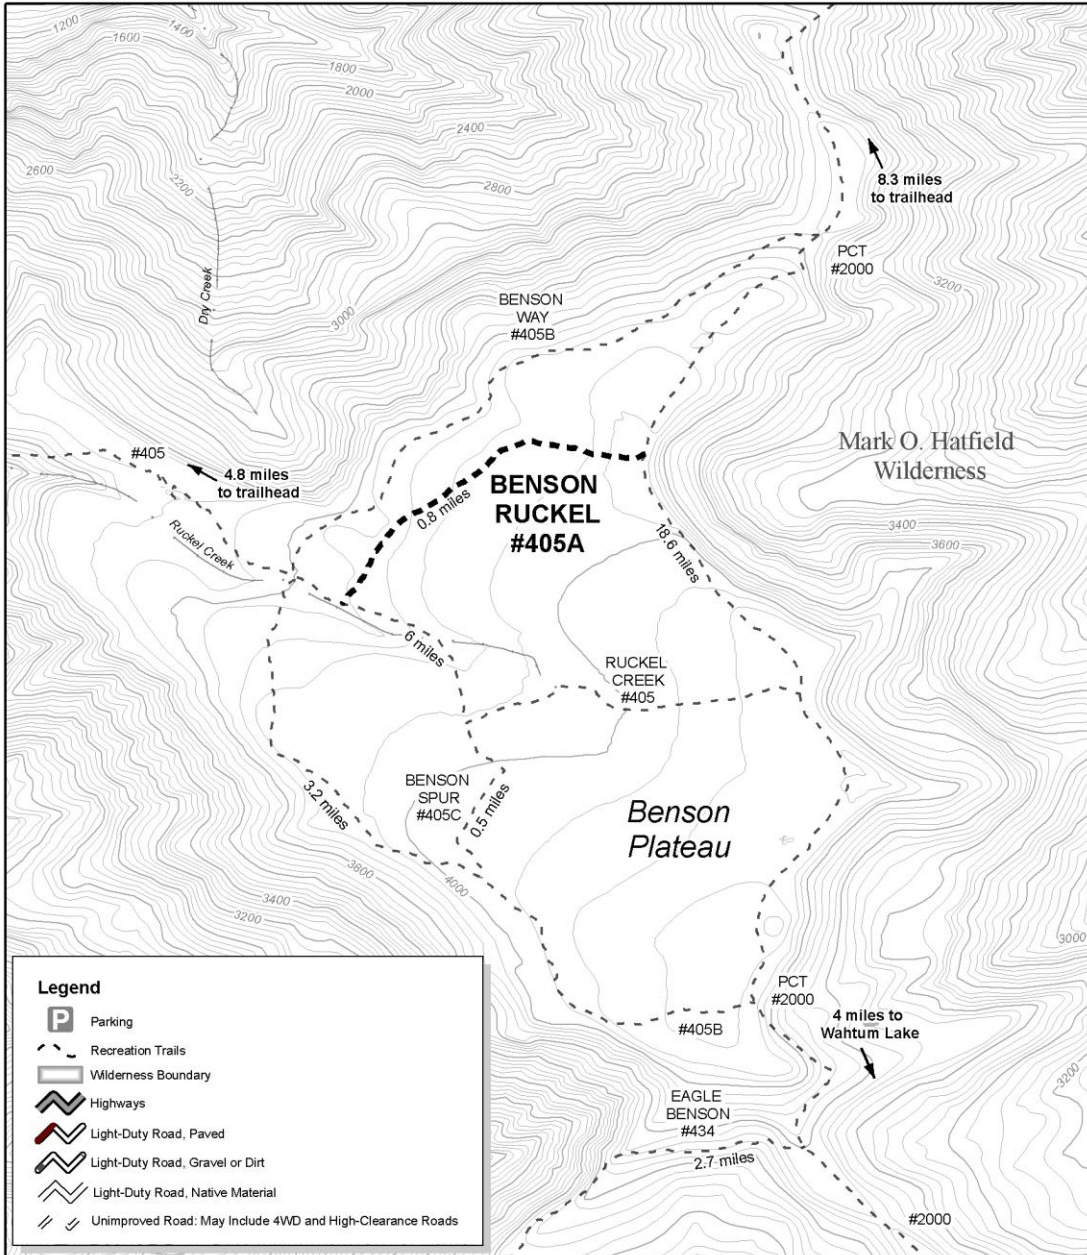 1200
1400
1600
1800
2000
2400
2600
2200
2800
8.3 miles
to trailhead
Dry Creek
PCT
#2000
3200
BENSON
WAY
#405B
3000
#405
4.8 miles
to trailhead
Mark O. Hatfield
Wilderness
BENSON
RUCKEL
#405A
0.8 miles
Ruckel Creek
18.6 miles
3400
3600
6 miles
RUCKEL
CREEK
#405
BENSON
SPUR
#405C
3.2 miles
0.5 miles
Benson
Plateau
3800
4000
3400
3200
3000
PCT
#2000
4 miles to
Wahtum Lake
#405B
3200
EAGLE
BENSON
#434
2.7 miles
#2000
Legend
P Parking
Recreation Trails
Wilderness Boundary
Highways
Light-Duty Road, Paved
Light-Duty Road, Gravel or Dirt
Light-Duty Road, Native Material
Unimproved Road: May Include 4WD and High-Clearance Roads